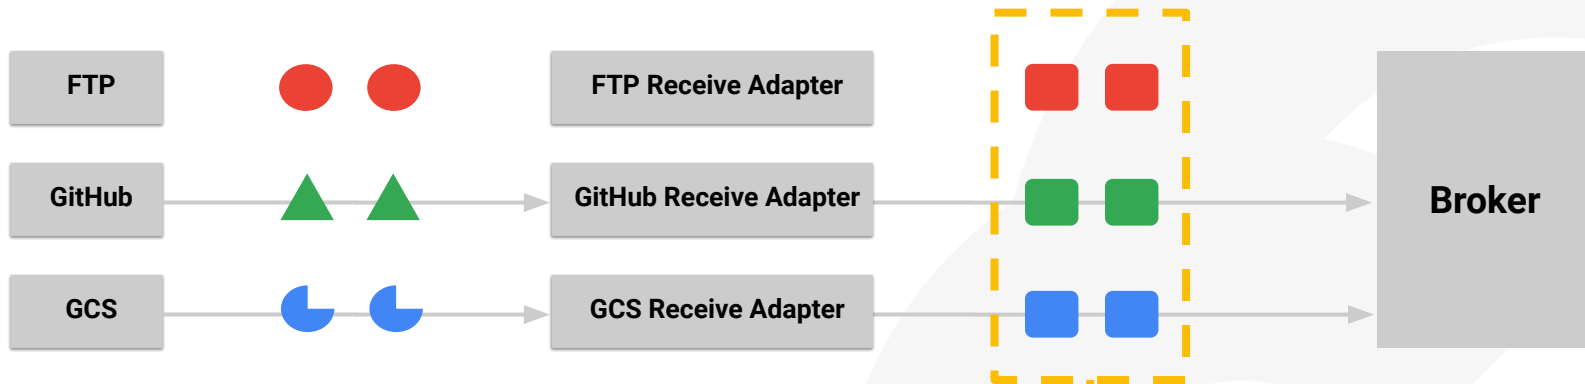 FTP
FTP Receive Adapter
GitHub
GitHub Receive Adapter
Broker
GCS
GCS Receive Adapter